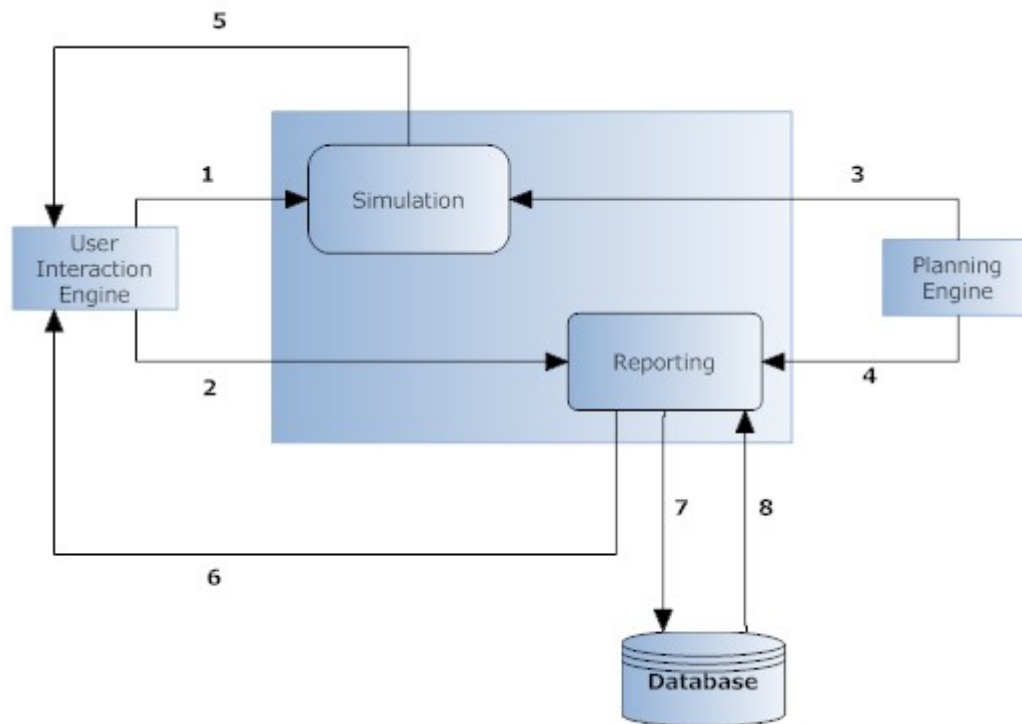 5
1
3
Simulation
User
Interaction
Engine
Planning
Engine
Reporting
2
4
7
8
6
Database